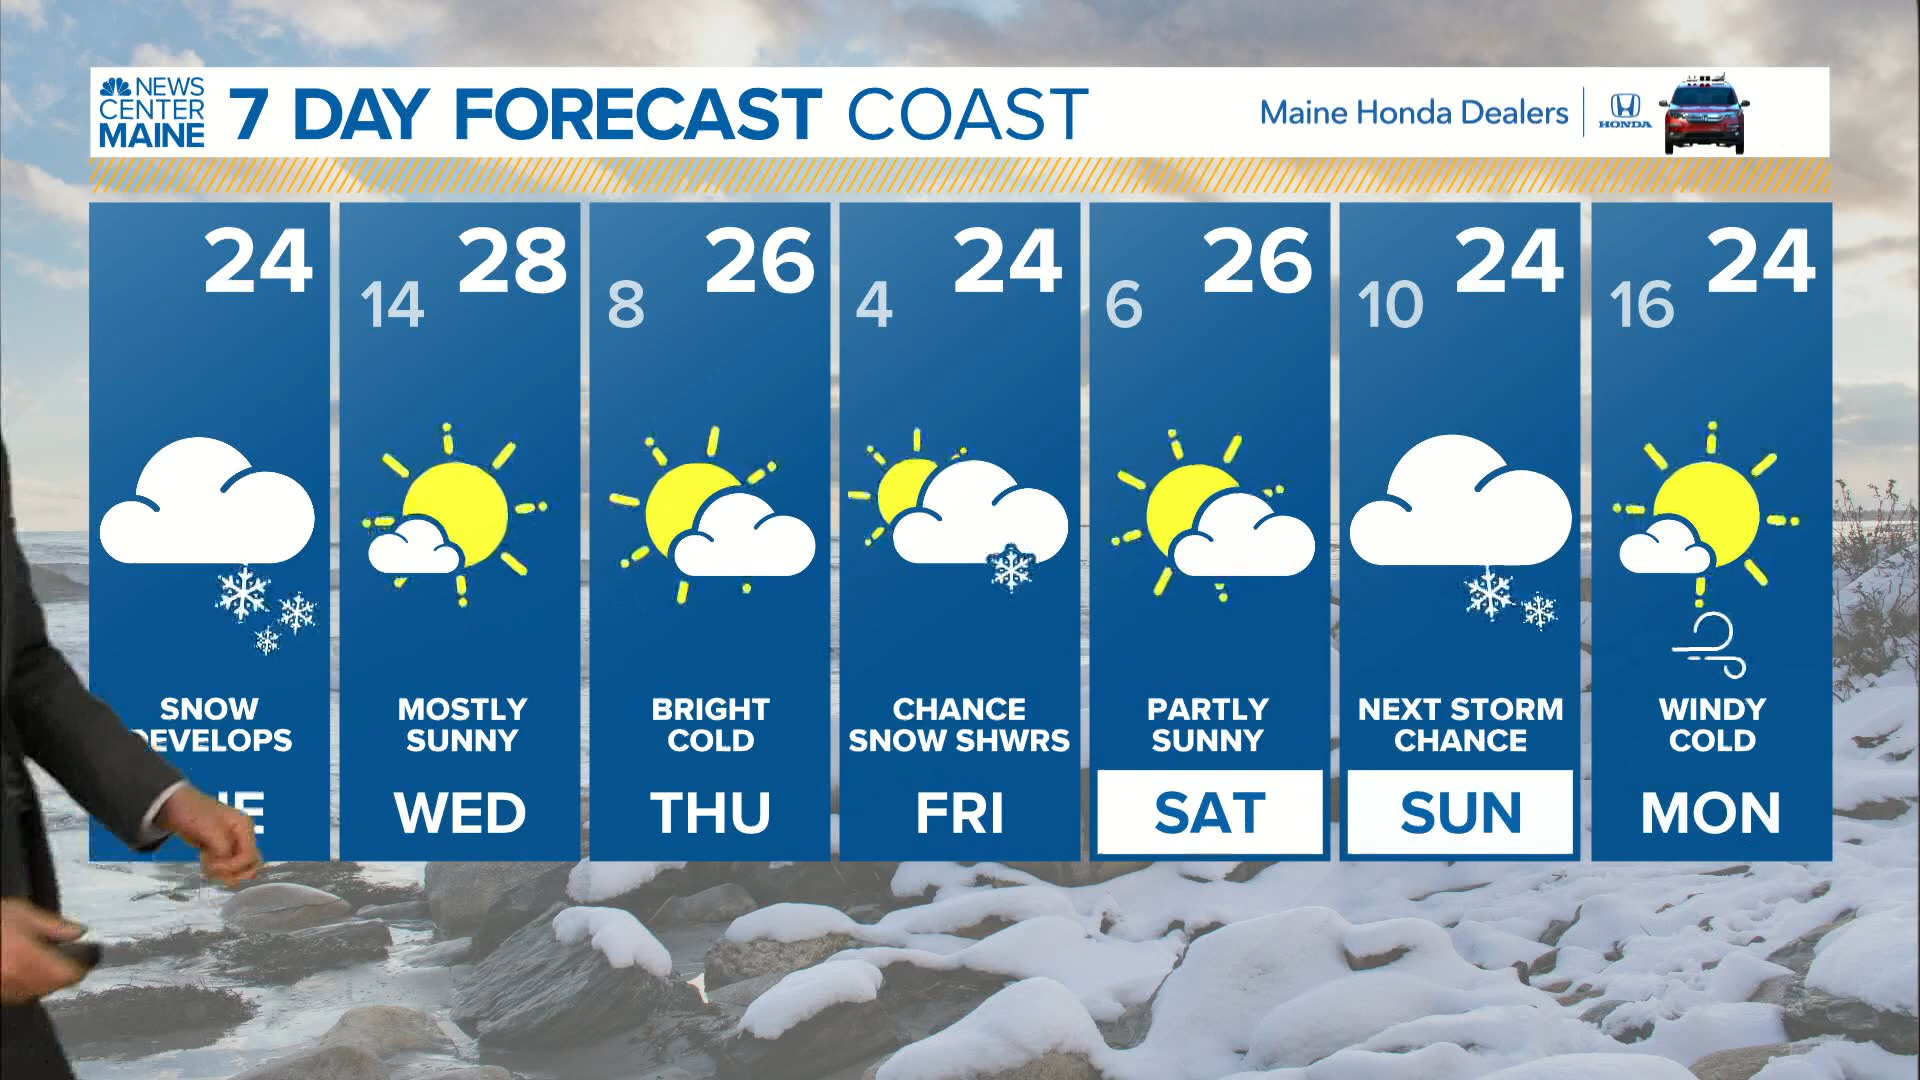 NEWS
CENTER
MAINE
7 DAY FORECAST COAST
Maine Honda Dealers
HONDA
24
14 28
8 26
4 24
6 26
10 24
16 24
SNOW
MOSTLY
SUNNY
BRIGHT
COLD
CHANCE
SNOW SHWRS
PARTLY
SUNNY
NEXT STORM
CHANCE
WINDY
COLD
WED
THU
FRI
SAT
SUN
MON